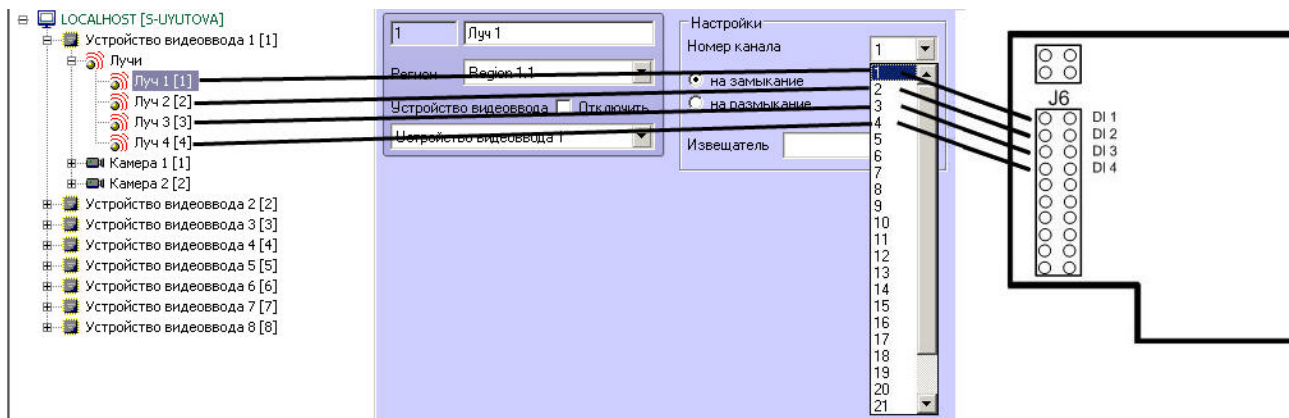 LOCALHOST [S-UYUTOVA]
Устройство видеоввода 1 [1]
Лучи
Луч 1 [1]
Луч 2 [2]
Луч 3 [3]
Луч 4 [4]
Камера 1 [1]
Камера 2 [2]
Устройство видеоввода 2 [2]
Устройство видеоввода 3 [3]
Устройство видеоввода 4 [4]
Устройство видеоввода 5 [5]
Устройство видеоввода 6 [6]
Устройство видеоввода 7 [7]
Устройство видеоввода 8 [8]
1 Луч 1
Регион Region 1.1
Устройство видеоввода Отключить
Устройство видеоввода 1
Настройки
Номер канала 1
на замыкание
на размыкание
Извещатель
1
2
3
4
5
6
7
8
9
10
11
12
13
14
15
16
17
18
19
20
21
J6
DI 1
DI 2
DI 3
DI 4